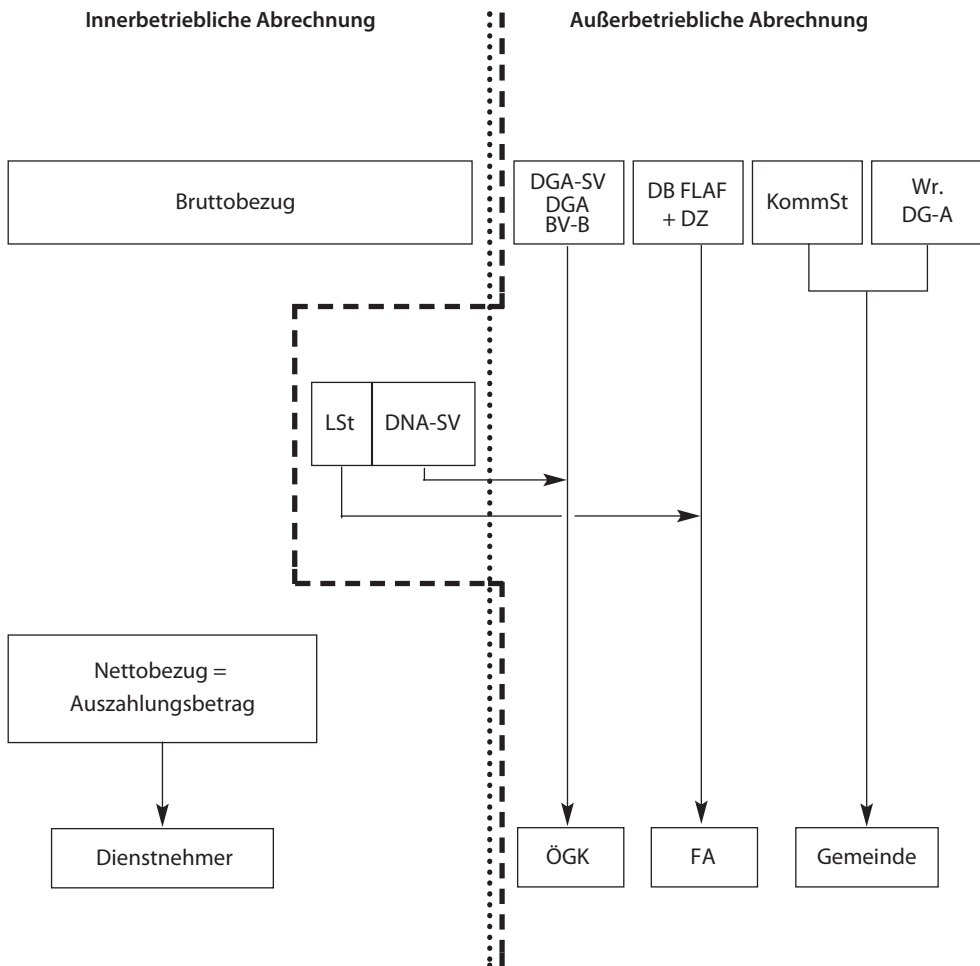 Innerbetriebliche Abrechnung
Außerbetriebliche Abrechnung
Bruttobezug
DGA-SV
DGA
BV-B
DB FLAF
+ DZ
KommSt
Wr.
DG-A
LSt
DNA-SV
Nettobezug =
Auszahlungsbetrag
Dienstnehmer
ÖGK
FA
Gemeinde